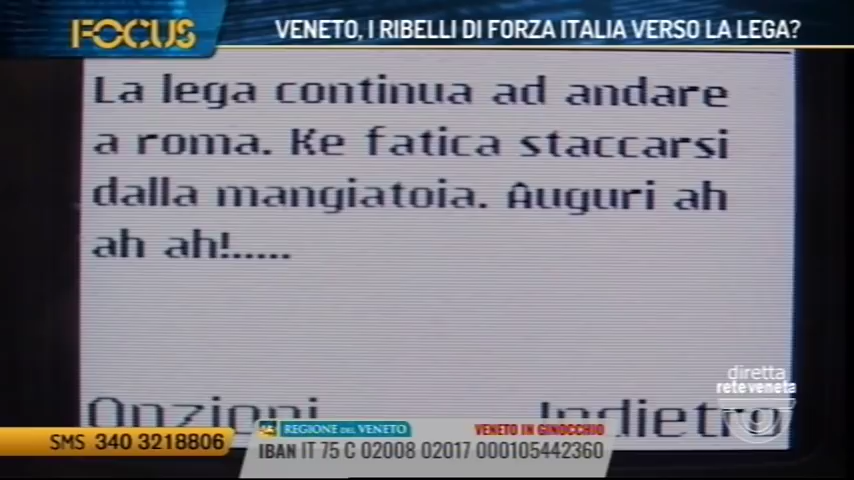 FOCUS
VENETO, I RIBELLI DI FORZA ITALIA VERSO LA LEGA?
La lega continua ad andare
a roma. Ke fatica staccarsi
dalla mangiatoia. Auguri ah
ah ah!.....
diretta
reteveneta
Opzioni Indietro
REGIONE DEL VENETO VENETO IN GINOCCHIO
SMS 340 3218806
IBAN IT 75 C 02008 02017 000105442360